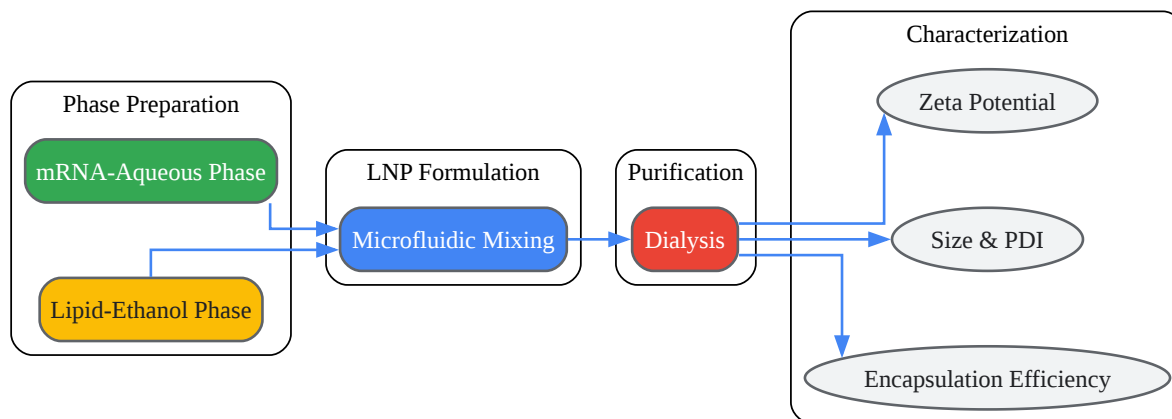 Phase Preparation
mRNA-Aqueous Phase
Lipid-Ethanol Phase
LNP Formulation
Microfluidic Mixing
Purification
Dialysis
Characterization
Zeta Potential
Size & PDI
Encapsulation Efficiency